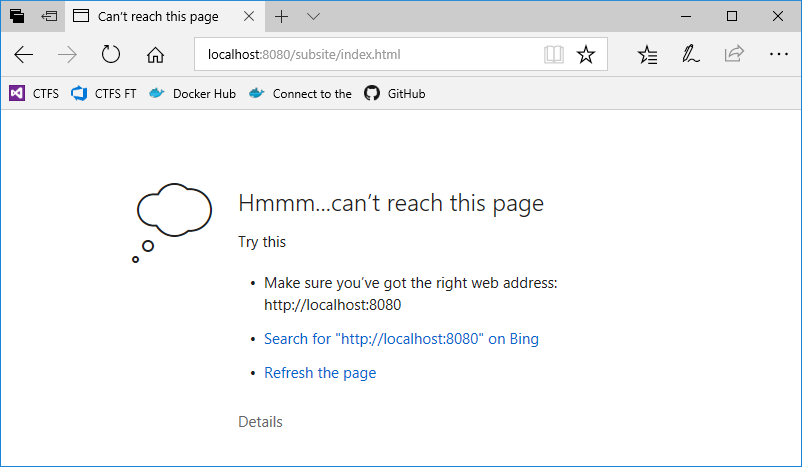 Can't reach this page
localhost:8080/subsite/index.html
CTFS CTFS FT Docker Hub Connect to the GitHub
Hmmm...can't reach this page
Try this
• Make sure you've got the right web address:
http://localhost:8080
• Search for "http://localhost:8080" on Bing
• Refresh the page
Details